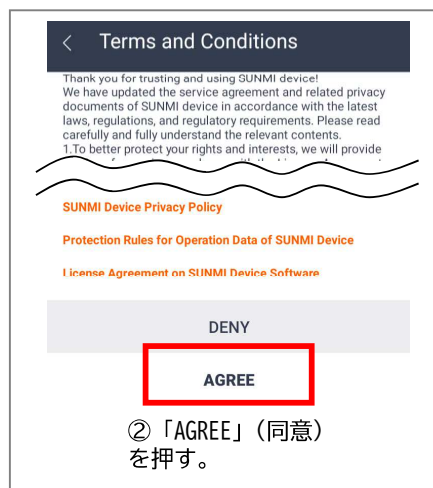 < Terms and Conditions
Thank you for trusting and using SUNMI device!
We have updated the service agreement and related privacy
documents of SUNMI device in accordance with the latest
laws, regulations, and regulatory requirements. Please read
carefully and fully understand the relevant contents.
1.To better protect your rights and interests, we will provide
SUNMI Device Privacy Policy
Protection Rules for Operation Data of SUNMI Device
License Agreement on SUNMI Device Software
DENY
AGREE
②「AGREE」(同意)
を押す。